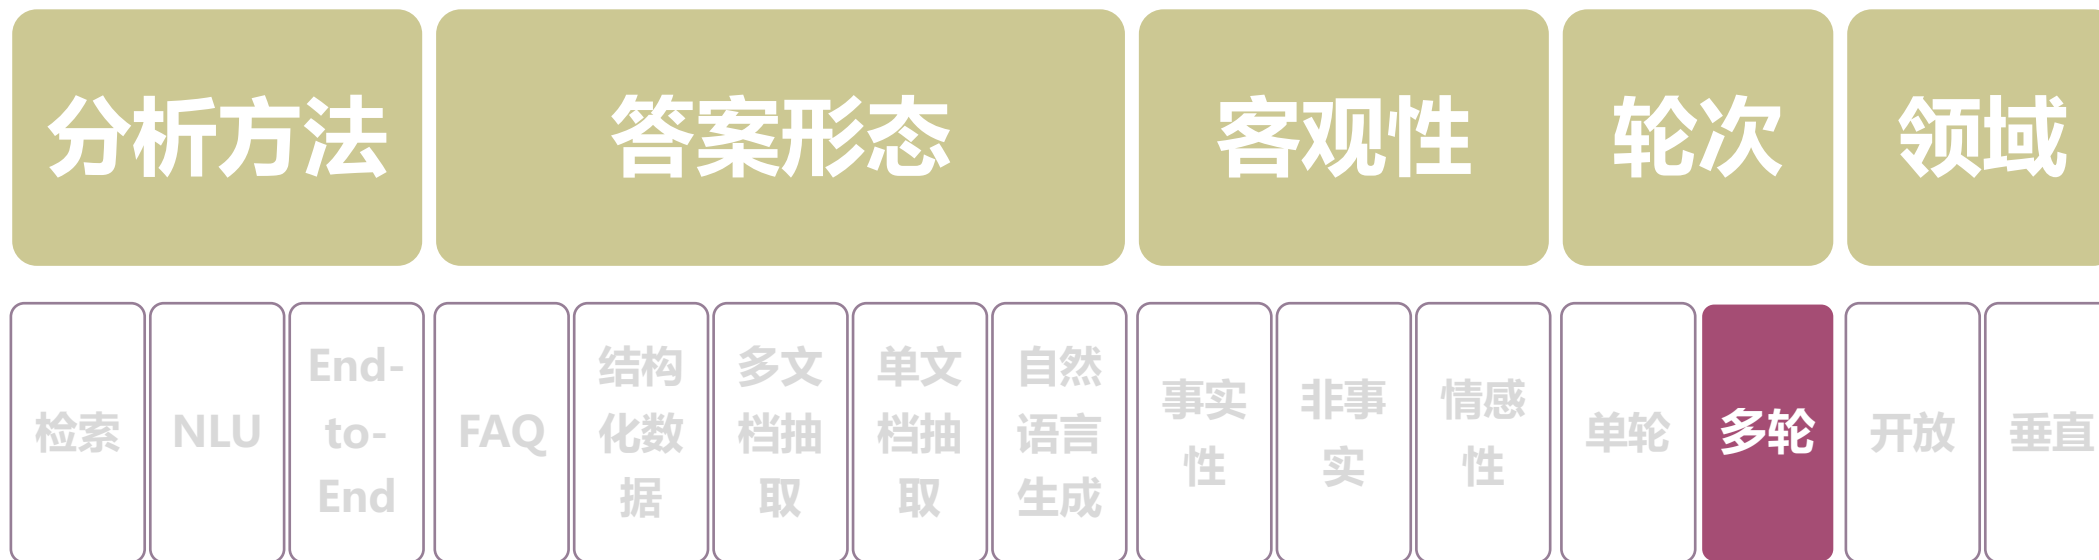 分析方法
答案形态
客观性
轮次
领域
检索
NLU
End-
to-
End
FAQ
结构
化数
据
多文
档抽
取
单文
档抽
取
自然
语言
生成
事实
性
非事
实
情感
性
单轮
多轮
开放
垂直